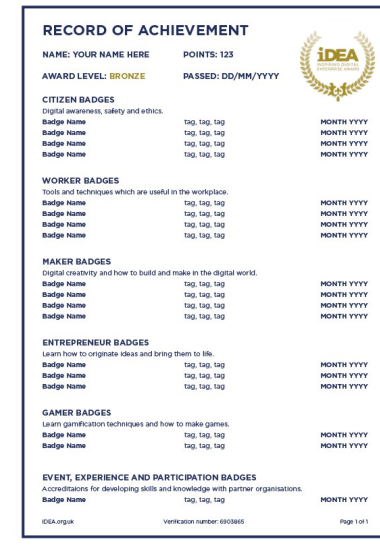 RECORD OF ACHIEVEMENT
NAME: YOUR NAME HERE POINTS: 123
AWARD LEVEL: BRONZE PASSED: DD/MM/YYYY
iDEA
INSPIRING DIGITAL
ENTERPRISE AWARD
CITIZEN BADGES
Digital awareness, safety and ethics.
Badge Name tag, tag, tag MONTH YYYY
Badge Name tag, tag, tag MONTH YYYY
Badge Name tag, tag, tag MONTH YYYY
Badge Name tag, tag, tag MONTH YYYY
WORKER BADGES
Tools and techniques which are useful in the workplace.
Badge Name tag, tag, tag MONTH YYYY
Badge Name tag, tag, tag MONTH YYYY
Badge Name tag, tag, tag MONTH YYYY
Badge Name tag, tag, tag MONTH YYYY
MAKER BADGES
Digital creativity and how to build and make in the digital world.
Badge Name tag, tag, tag MONTH YYYY
Badge Name tag, tag, tag MONTH YYYY
Badge Name tag, tag, tag MONTH YYYY
Badge Name tag, tag, tag MONTH YYYY
ENTREPRENEUR BADGES
Learn how to originate ideas and bring them to life.
Badge Name tag, tag, tag MONTH YYYY
Badge Name tag, tag, tag MONTH YYYY
Badge Name tag, tag, tag MONTH YYYY
GAMER BADGES
Learn gamification techniques and how to make games.
Badge Name tag, tag, tag MONTH YYYY
Badge Name tag, tag, tag MONTH YYYY
EVENT, EXPERIENCE AND PARTICIPATION BADGES
Accreditaions for developing skills and knowledge with partner organisations.
Badge Name tag, tag, tag MONTH YYYY
iDEA.org.uk Verification number: 6903865 Page 1 of 1